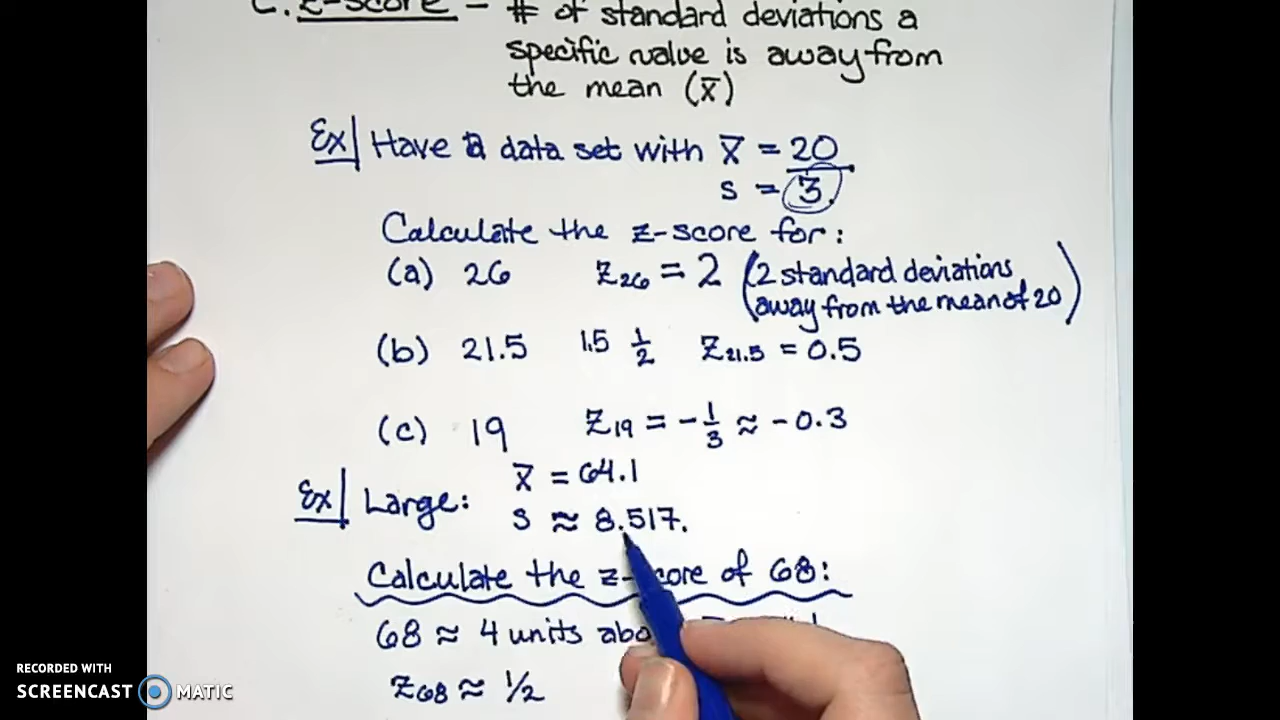 C. z-score - # of standard deviations a
specific value is away from
the mean (x̄)
Ex| Have a data set with x̄ = 20
s = 3
Calculate the z-score for:
(a) 26 z₂₆ = 2 (2 standard deviations
away from the mean of 20)
(b) 21.5 1.5 1/2 z₂₁.₅ = 0.5
(c) 19 z₁₉ = -1/3 ≈ -0.3
Ex| Large: x̄ = 64.1
s ≈ 8.517.
Calculate the z-score of 68:
68 ≈ 4 units
z₆₈ ≈ 1/2
RECORDED WITH
SCREENCAST MATIC